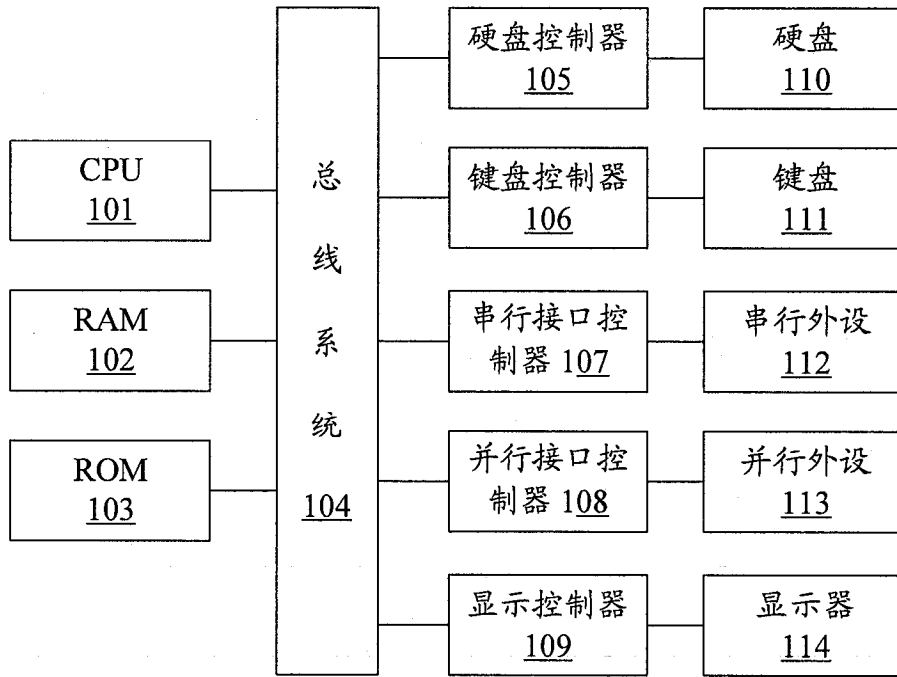 CPU
101
RAM
102
ROM
103
总
线
系
统
104
硬盘控制器
105
键盘控制器
106
串行接口控
制器 107
并行接口控
制器 108
显示控制器
109
硬盘
110
键盘
111
串行外设
112
并行外设
113
显示器
114